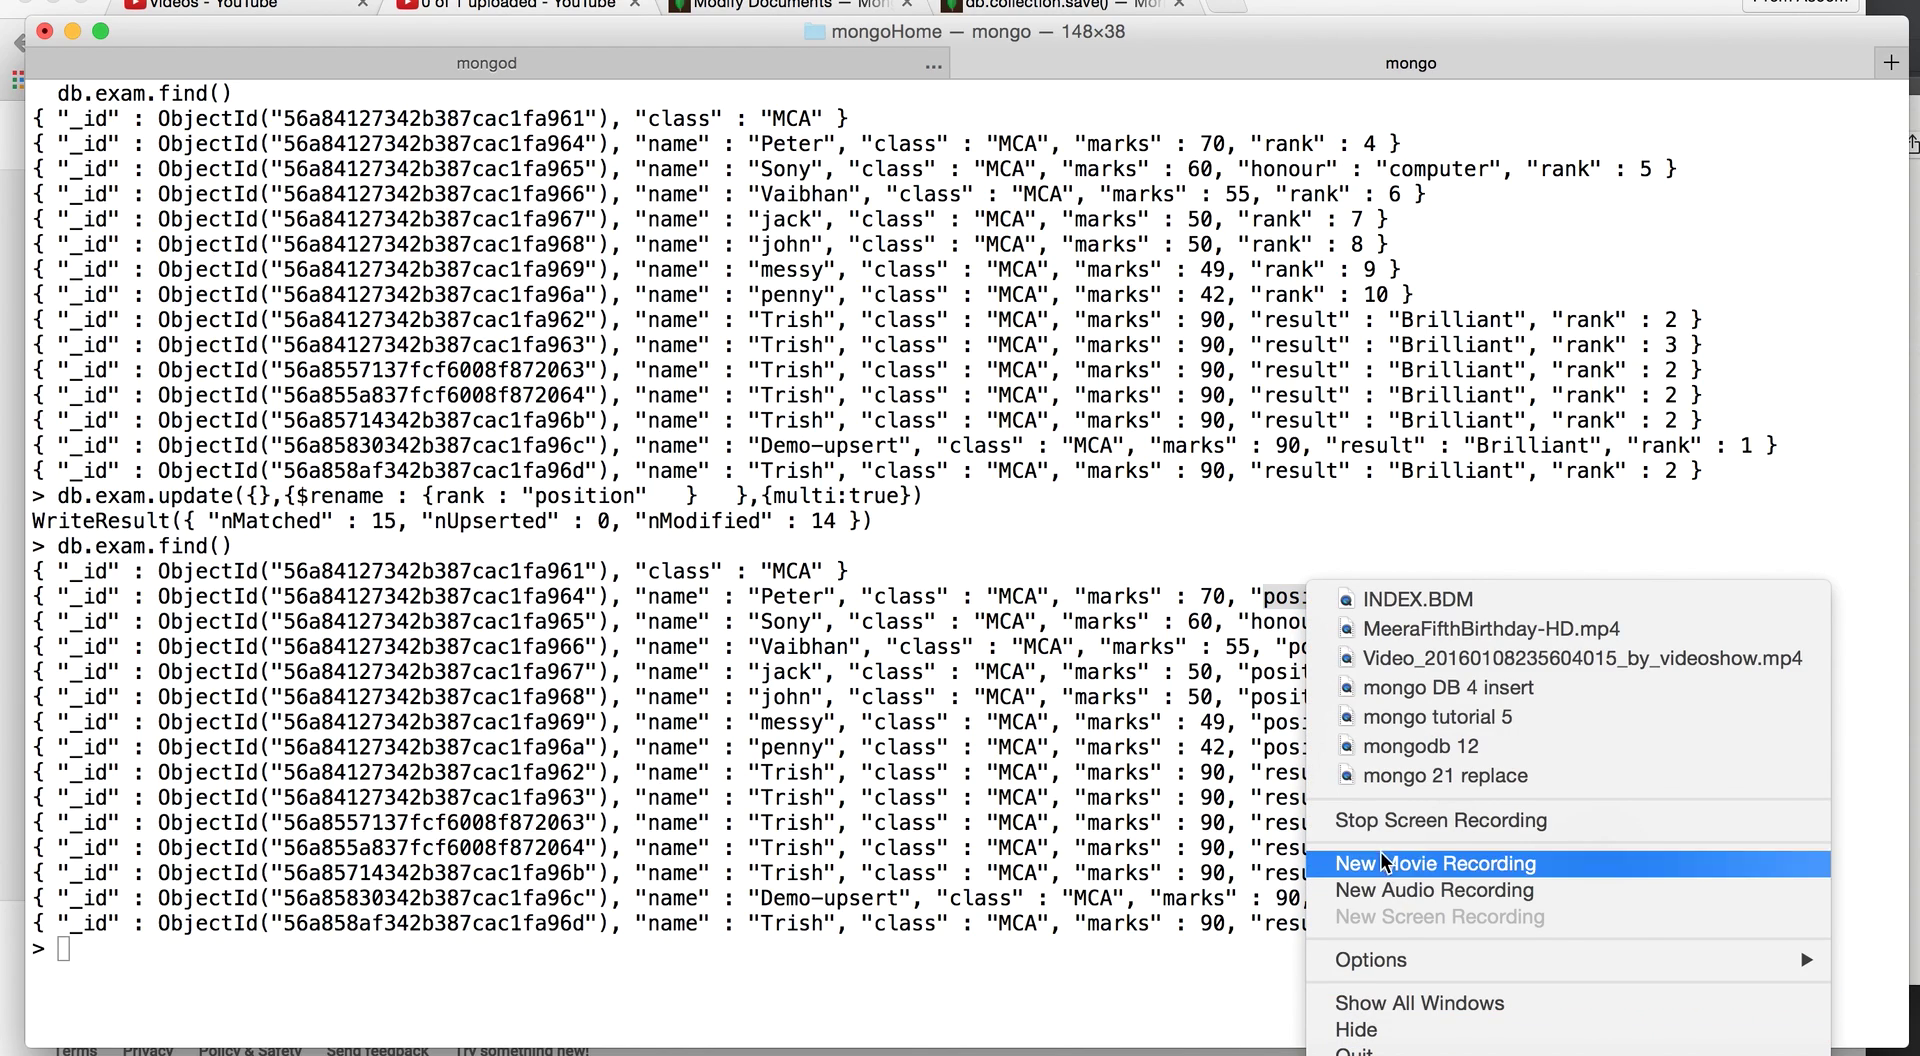 Videos - YouTube
0 of 1 uploaded - YouTube
Modify Documents — Mon
db.collection.save() — Mon
mongoHome — mongo — 148×38
mongod
...
mongo
+
db.exam.find()
{ "_id" : ObjectId("56a84127342b387cac1fa961"), "class" : "MCA" }
{ "_id" : ObjectId("56a84127342b387cac1fa964"), "name" : "Peter", "class" : "MCA", "marks" : 70, "rank" : 4 }
{ "_id" : ObjectId("56a84127342b387cac1fa965"), "name" : "Sony", "class" : "MCA", "marks" : 60, "honour" : "computer", "rank" : 5 }
{ "_id" : ObjectId("56a84127342b387cac1fa966"), "name" : "Vaibhan", "class" : "MCA", "marks" : 55, "rank" : 6 }
{ "_id" : ObjectId("56a84127342b387cac1fa967"), "name" : "jack", "class" : "MCA", "marks" : 50, "rank" : 7 }
{ "_id" : ObjectId("56a84127342b387cac1fa968"), "name" : "john", "class" : "MCA", "marks" : 50, "rank" : 8 }
{ "_id" : ObjectId("56a84127342b387cac1fa969"), "name" : "messy", "class" : "MCA", "marks" : 49, "rank" : 9 }
{ "_id" : ObjectId("56a84127342b387cac1fa96a"), "name" : "penny", "class" : "MCA", "marks" : 42, "rank" : 10 }
{ "_id" : ObjectId("56a84127342b387cac1fa962"), "name" : "Trish", "class" : "MCA", "marks" : 90, "result" : "Brilliant", "rank" : 2 }
{ "_id" : ObjectId("56a84127342b387cac1fa963"), "name" : "Trish", "class" : "MCA", "marks" : 90, "result" : "Brilliant", "rank" : 3 }
{ "_id" : ObjectId("56a8557137fcf6008f872063"), "name" : "Trish", "class" : "MCA", "marks" : 90, "result" : "Brilliant", "rank" : 2 }
{ "_id" : ObjectId("56a855a837fcf6008f872064"), "name" : "Trish", "class" : "MCA", "marks" : 90, "result" : "Brilliant", "rank" : 2 }
{ "_id" : ObjectId("56a85714342b387cac1fa96b"), "name" : "Trish", "class" : "MCA", "marks" : 90, "result" : "Brilliant", "rank" : 2 }
{ "_id" : ObjectId("56a85830342b387cac1fa96c"), "name" : "Demo-upsert", "class" : "MCA", "marks" : 90, "result" : "Brilliant", "rank" : 1 }
{ "_id" : ObjectId("56a858af342b387cac1fa96d"), "name" : "Trish", "class" : "MCA", "marks" : 90, "result" : "Brilliant", "rank" : 2 }
> db.exam.update({},{$rename : {rank : "position"   }   },{multi:true})
WriteResult({ "nMatched" : 15, "nUpserted" : 0, "nModified" : 14 })
> db.exam.find()
{ "_id" : ObjectId("56a84127342b387cac1fa961"), "class" : "MCA" }
{ "_id" : ObjectId("56a84127342b387cac1fa964"), "name" : "Peter", "class" : "MCA", "marks" : 70, "posi
{ "_id" : ObjectId("56a84127342b387cac1fa965"), "name" : "Sony", "class" : "MCA", "marks" : 60, "honou
{ "_id" : ObjectId("56a84127342b387cac1fa966"), "name" : "Vaibhan", "class" : "MCA", "marks" : 55, "po
{ "_id" : ObjectId("56a84127342b387cac1fa967"), "name" : "jack", "class" : "MCA", "marks" : 50, "posit
{ "_id" : ObjectId("56a84127342b387cac1fa968"), "name" : "john", "class" : "MCA", "marks" : 50, "posit
{ "_id" : ObjectId("56a84127342b387cac1fa969"), "name" : "messy", "class" : "MCA", "marks" : 49, "posi
{ "_id" : ObjectId("56a84127342b387cac1fa96a"), "name" : "penny", "class" : "MCA", "marks" : 42, "posi
{ "_id" : ObjectId("56a84127342b387cac1fa962"), "name" : "Trish", "class" : "MCA", "marks" : 90, "resu
{ "_id" : ObjectId("56a84127342b387cac1fa963"), "name" : "Trish", "class" : "MCA", "marks" : 90, "resu
{ "_id" : ObjectId("56a8557137fcf6008f872063"), "name" : "Trish", "class" : "MCA", "marks" : 90, "resu
{ "_id" : ObjectId("56a855a837fcf6008f872064"), "name" : "Trish", "class" : "MCA", "marks" : 90, "resu
{ "_id" : ObjectId("56a85714342b387cac1fa96b"), "name" : "Trish", "class" : "MCA", "marks" : 90, "resu
{ "_id" : ObjectId("56a85830342b387cac1fa96c"), "name" : "Demo-upsert", "class" : "MCA", "marks" : 90,
{ "_id" : ObjectId("56a858af342b387cac1fa96d"), "name" : "Trish", "class" : "MCA", "marks" : 90, "resu
>
INDEX.BDM
MeeraFifthBirthday-HD.mp4
Video_20160108235604015_by_videoshow.mp4
mongo DB 4 insert
mongo tutorial 5
mongodb 12
mongo 21 replace
Stop Screen Recording
New Movie Recording
New Audio Recording
New Screen Recording
Options
Show All Windows
Hide
Quit
Terms Privacy Policy & Safety Send feedback Try something new!